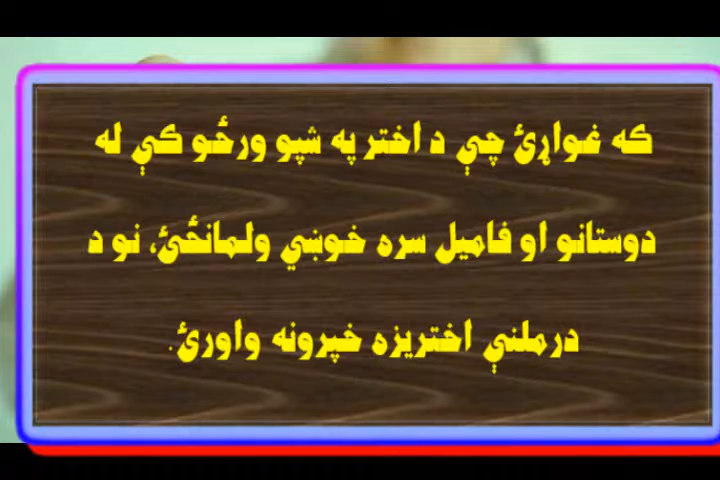 که غواړئ چې د اختر په شپو ورځو کې له
دوستانو او فامیل سره خوښي ولمانځئ، نو د
درملنې اختریزه خپرونه واورئ.